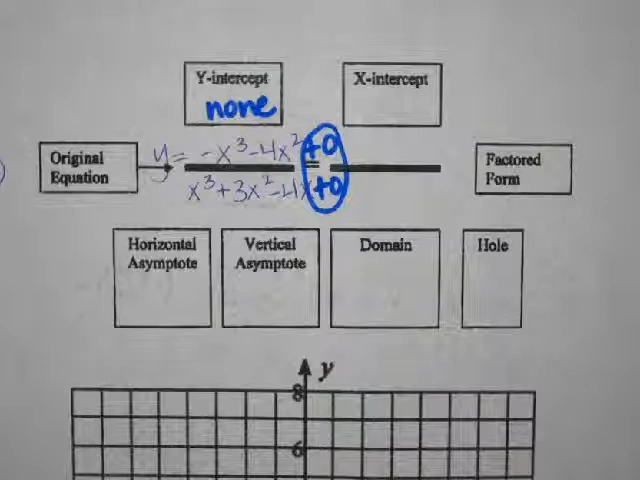 Y-intercept
none
X-intercept
Original
Equation
y = -x³-4x² +0
=
x³+3x²-4x+0
Factored
Form
Horizontal
Asymptote
Vertical
Asymptote
Domain
Hole
y
8
6